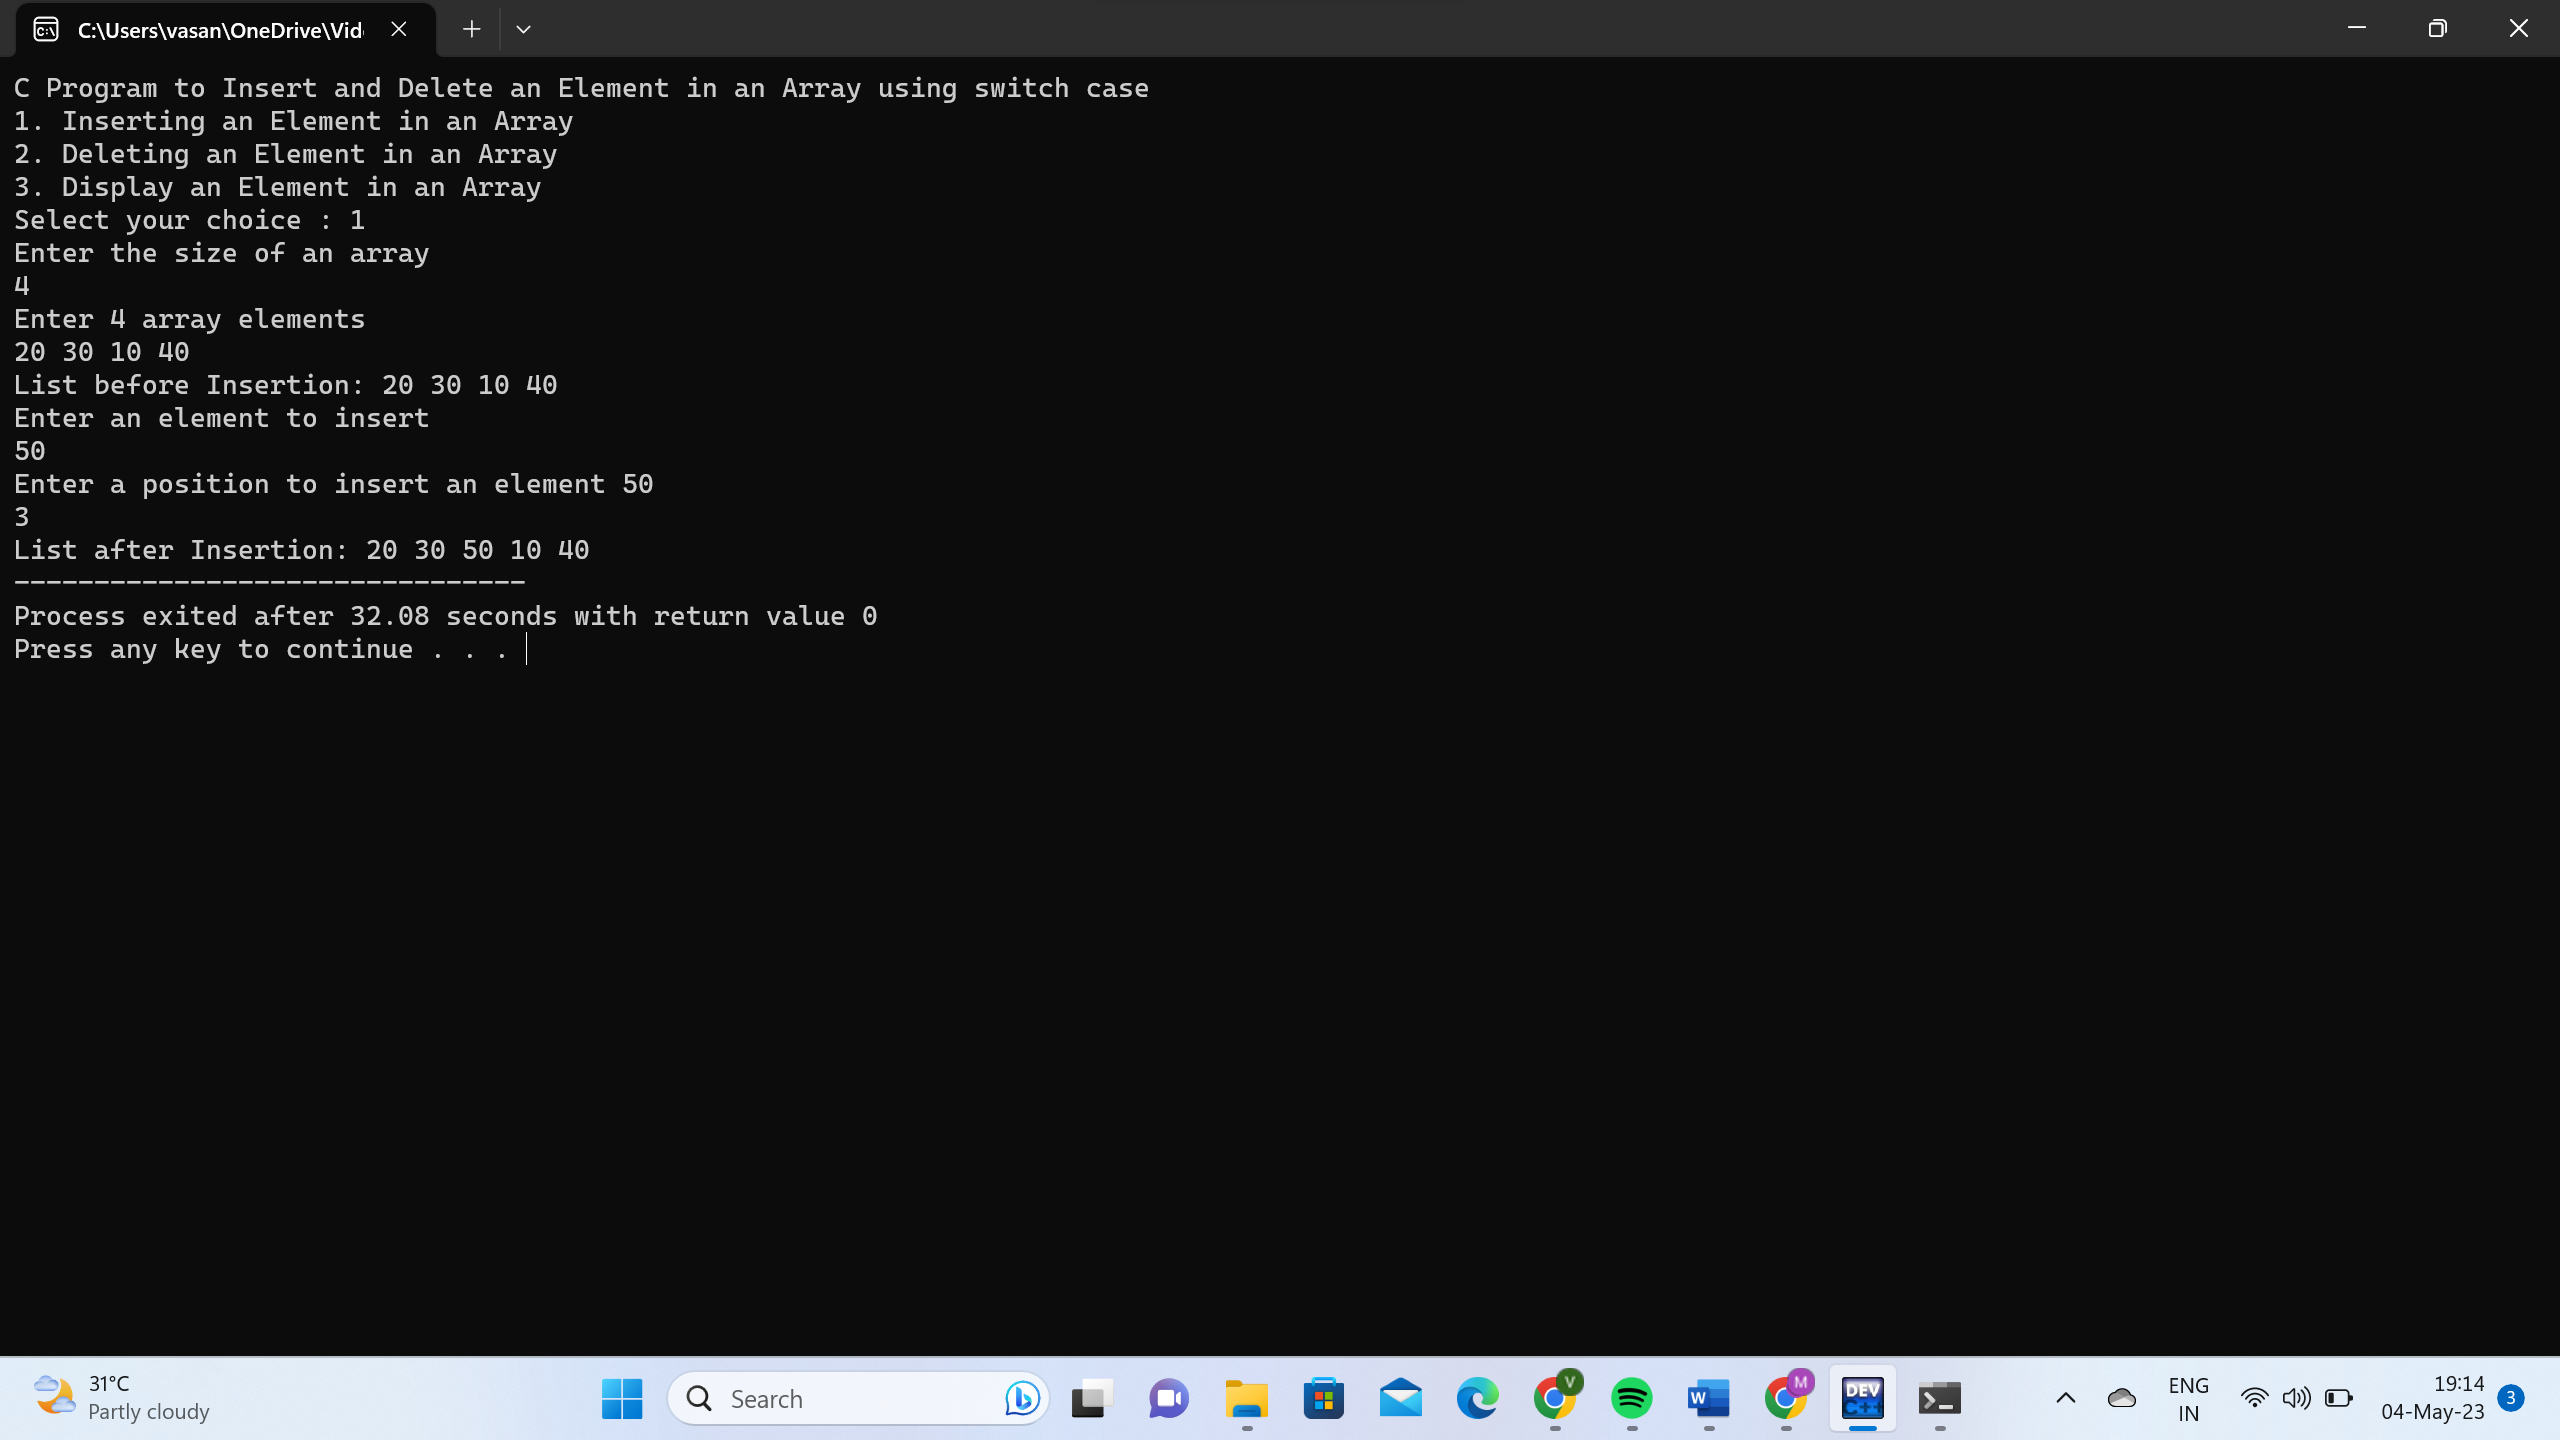 C:\Users\vasan\OneDrive\Vid
C Program to Insert and Delete an Element in an Array using switch case
1. Inserting an Element in an Array
2. Deleting an Element in an Array
3. Display an Element in an Array
Select your choice : 1
Enter the size of an array
4
Enter 4 array elements
20 30 10 40
List before Insertion: 20 30 10 40
Enter an element to insert
50
Enter a position to insert an element 50
3
List after Insertion: 20 30 50 10 40
--------------------------------
Process exited after 32.08 seconds with return value 0
Press any key to continue . . .
31°C
Partly cloudy
Search
V
W
M
DEV
C++
ENG
IN
19:14
04-May-23
3